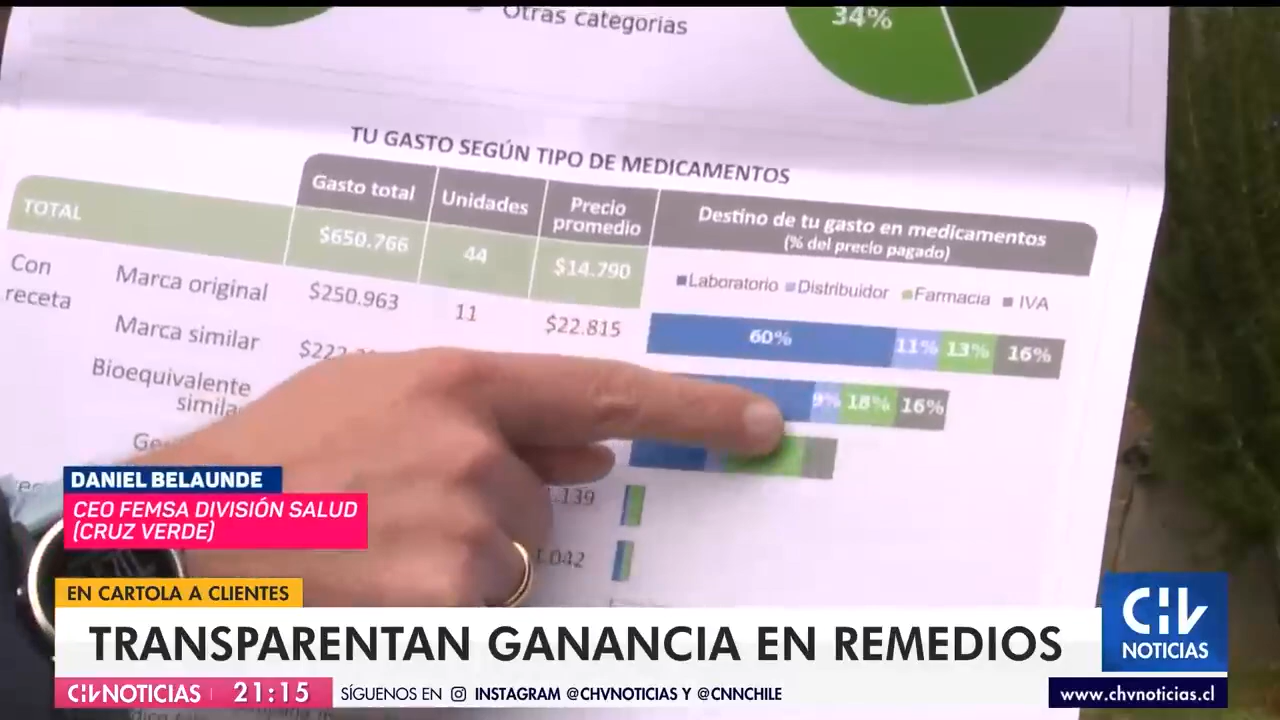 Otras categorías
34%
TU GASTO SEGÚN TIPO DE MEDICAMENTOS
Gasto total
Unidades
Precio promedio
Destino de tu gasto en medicamentos
(% del precio pagado)
TOTAL
$650.766
44
$14.790
Laboratorio Distribuidor Farmacia IVA
Con receta
Marca original
$250.963
11
$22.815
60% 11% 13% 16%
Marca similar
9% 18% 16%
Bioequivalente
DANIEL BELAUNDE
CEO FEMSA DIVISIÓN SALUD
(CRUZ VERDE)
EN CARTOLA A CLIENTES
TRANSPARENTAN GANANCIA EN REMEDIOS
CHV NOTICIAS
CHV NOTICIAS 21:15 SÍGUENOS EN INSTAGRAM @CHVNOTICIAS Y @CNNCHILE
www.chvnoticias.cl